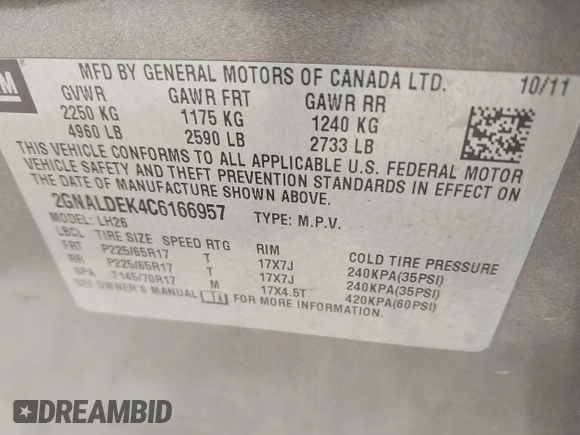 MFD BY GENERAL MOTORS OF CANADA LTD. 10/11
GVWR GAWR FRT GAWR RR
2250 KG 1175 KG 1240 KG
4960 LB 2590 LB 2733 LB
THIS VEHICLE CONFORMS TO ALL APPLICABLE U.S. FEDERAL MOTOR
VEHICLE SAFETY AND THEFT PREVENTION STANDARDS IN EFFECT ON
THE DATE OF MANUFACTURE SHOWN ABOVE.
2GNALDEK4C6166957 TYPE: M.P.V.
MODEL: LH26
LBCL TIRE SIZE SPEED RTG RIM COLD TIRE PRESSURE
FRT P225/65R17 T 17X7J 240KPA(35PSI)
RR P225/65R17 T 17X7J 240KPA(35PSI)
SPA T145/70R17 M 17X4.5T 420KPA(60PSI)
SEE OWNER'S MANUAL FOR MORE INFORMATION.
DREAMBID